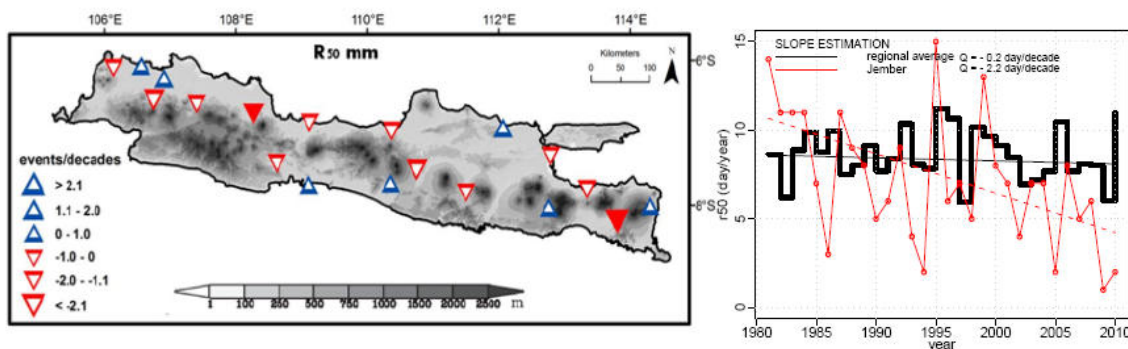 106°E 108°E 110°E 112°E 114°E
R50 mm
Kilometers
0 50 100
N
6°S
8°S
events/decades
> 2.1
1.1 - 2.0
0 - 1.0
-1.0 - 0
-2.0 - -1.1
< -2.1
1 100 250 500 750 1000 1500 2000 2500 m
SLOPE ESTIMATION
regional average Q = - 0.2 day/decade
Jember Q = - 2.2 day/decade
r50 (day/year)
15
10
5
0
1980 1985 1990 1995 2000 2005 2010
year